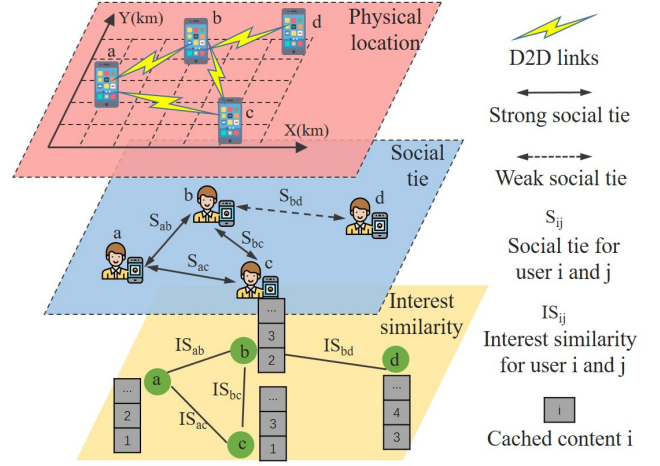 Y(km)
Physical
location
a
b
d
c
X(km)
Social
tie
b
d
S_bd
a
S_ab
S_bc
c
S_ac
Interest
similarity
...
3
2
IS_ab
b
IS_bd
d
a
IS_bc
IS_ac
c
...
2
1
...
3
1
...
4
3
D2D links
Strong social tie
Weak social tie
S_ij
Social tie for
user i and j
IS_ij
Interest similarity
for user i and j
i
Cached content i